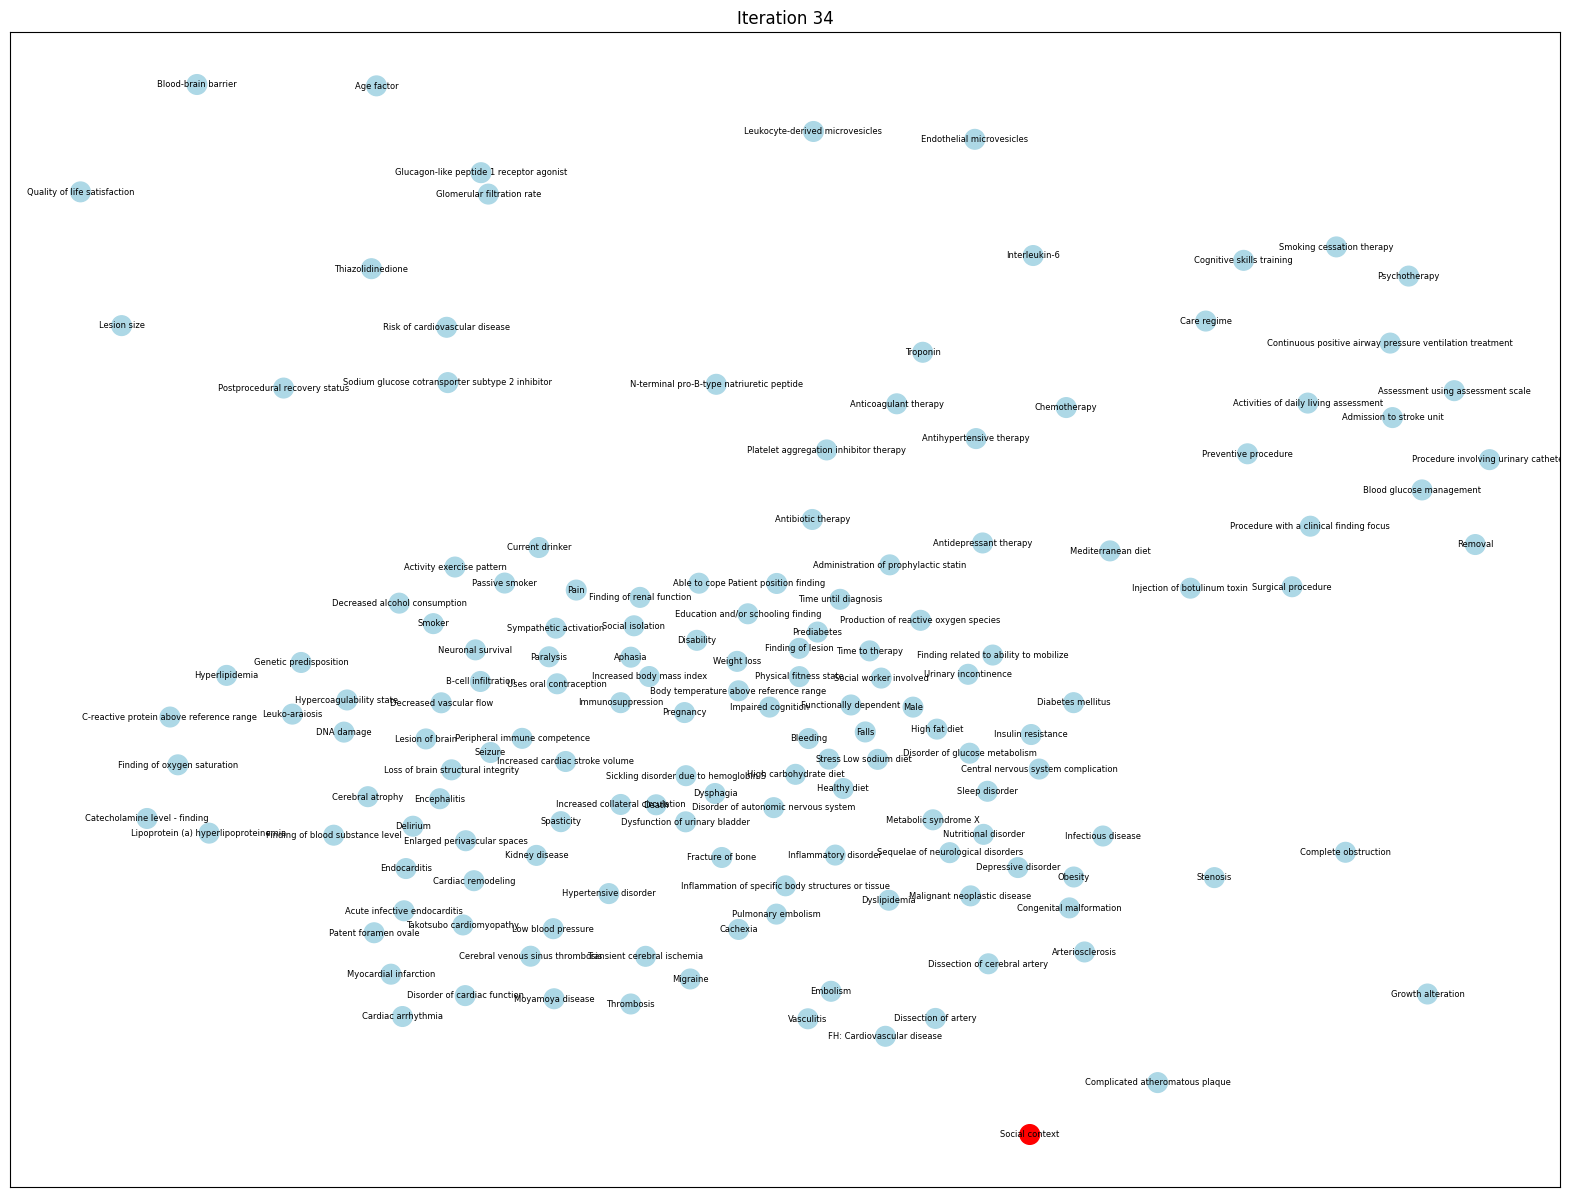 Iteration 34
Blood-brain barrier
Age factor
Leukocyte-derived microvesicles
Endothelial microvesicles
Glucagon-like peptide 1 receptor agonist
Quality of life satisfaction
Glomerular filtration rate
Smoking cessation therapy
Interleukin-6
Cognitive skills training
Thiazolidinedione
Psychotherapy
Care regime
Lesion size
Risk of cardiovascular disease
Continuous positive airway pressure ventilation treatment
Troponin
Sodium glucose cotransporter subtype 2 inhibitor
N-terminal pro-B-type natriuretic peptide
Postprocedural recovery status
Assessment using assessment scale
Anticoagulant therapy
Activities of daily living assessment
Chemotherapy
Admission to stroke unit
Antihypertensive therapy
Platelet aggregation inhibitor therapy
Preventive procedure
Procedure involving urinary cathete
Blood glucose management
Antibiotic therapy
Procedure with a clinical finding focus
Current drinker
Antidepressant therapy
Removal
Mediterranean diet
Activity exercise pattern
Administration of prophylactic statin
Passive smoker
Able to cope
Patient position finding
Surgical procedure
Injection of botulinum toxin
Pain
Finding of renal function
Time until diagnosis
Decreased alcohol consumption
Education and/or schooling finding
Production of reactive oxygen species
Smoker
Social isolation
Sympathetic activation
Prediabetes
Disability
Finding of lesion
Neuronal survival
Time to therapy
Finding related to ability to mobilize
Paralysis
Aphasia
Weight loss
Genetic predisposition
Urinary incontinence
Hyperlipidemia
Increased body mass index
Physical fitness state
Social worker involved
B-cell infiltration
Uses oral contraception
Body temperature above reference range
Hypercoagulability state
Decreased vascular flow
Immunosuppression
Diabetes mellitus
Functionally dependent
Impaired cognition
Male
Pregnancy
Leuko-araiosis
C-reactive protein above reference range
High fat diet
DNA damage
Falls
Insulin resistance
Lesion of brain
Peripheral immune competence
Bleeding
Seizure
Disorder of glucose metabolism
Stress
Low sodium diet
Increased cardiac stroke volume
Finding of oxygen saturation
Central nervous system complication
Loss of brain structural integrity
High carbohydrate diet
Sickling disorder due to hemoglobin S
Healthy diet
Sleep disorder
Dysphagia
Cerebral atrophy
Encephalitis
Increased collateral circulation
Death
Disorder of autonomic nervous system
Catecholamine level - finding
Metabolic syndrome X
Spasticity
Dysfunction of urinary bladder
Delirium
Lipoprotein (a) hyperlipoproteinemia
Nutritional disorder
Finding of blood substance level
Infectious disease
Enlarged perivascular spaces
Complete obstruction
Sequelae of neurological disorders
Kidney disease
Inflammatory disorder
Fracture of bone
Depressive disorder
Endocarditis
Obesity
Stenosis
Cardiac remodeling
Inflammation of specific body structures or tissue
Hypertensive disorder
Malignant neoplastic disease
Dyslipidemia
Congenital malformation
Acute infective endocarditis
Pulmonary embolism
Takotsubo cardiomyopathy
Low blood pressure
Cachexia
Patent foramen ovale
Arteriosclerosis
Cerebral venous sinus thrombosis
Transient cerebral ischemia
Dissection of cerebral artery
Myocardial infarction
Migraine
Embolism
Growth alteration
Disorder of cardiac function
Moyamoya disease
Thrombosis
Cardiac arrhythmia
Vasculitis
Dissection of artery
FH: Cardiovascular disease
Complicated atheromatous plaque
Social context